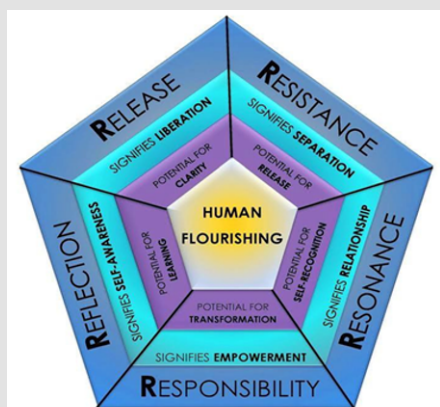 RELEASE
SIGNIFIES LIBERATION
POTENTIAL FOR
CLARITY
RESISTANCE
SIGNIFIES SEPARATION
POTENTIAL FOR
RELEASE
HUMAN
FLOURISHING
REFLECTION
SIGNIFIES SELF-AWARENESS
POTENTIAL FOR
LEARNING
POTENTIAL FOR
SELF-RECOGNITION
SIGNIFIES RELATIONSHIP
RESONANCE
POTENTIAL FOR
TRANSFORMATION
SIGNIFIES EMPOWERMENT
RESPONSIBILITY